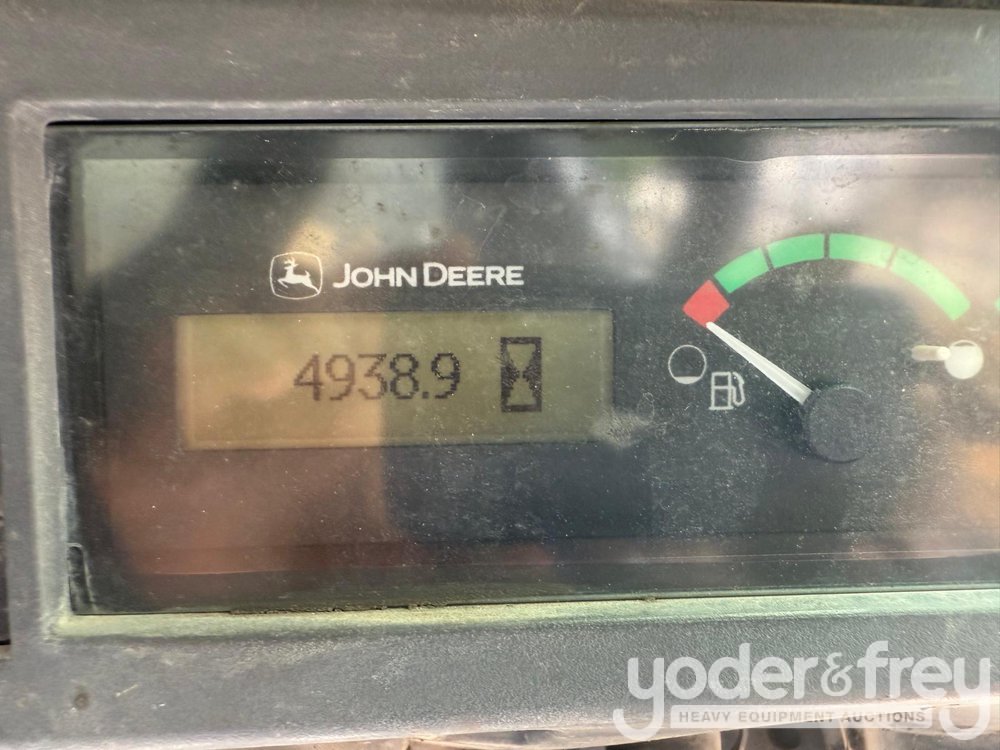 JOHN DEERE
4938.9
yoder&frey
HEAVY EQUIPMENT AUCTIONS